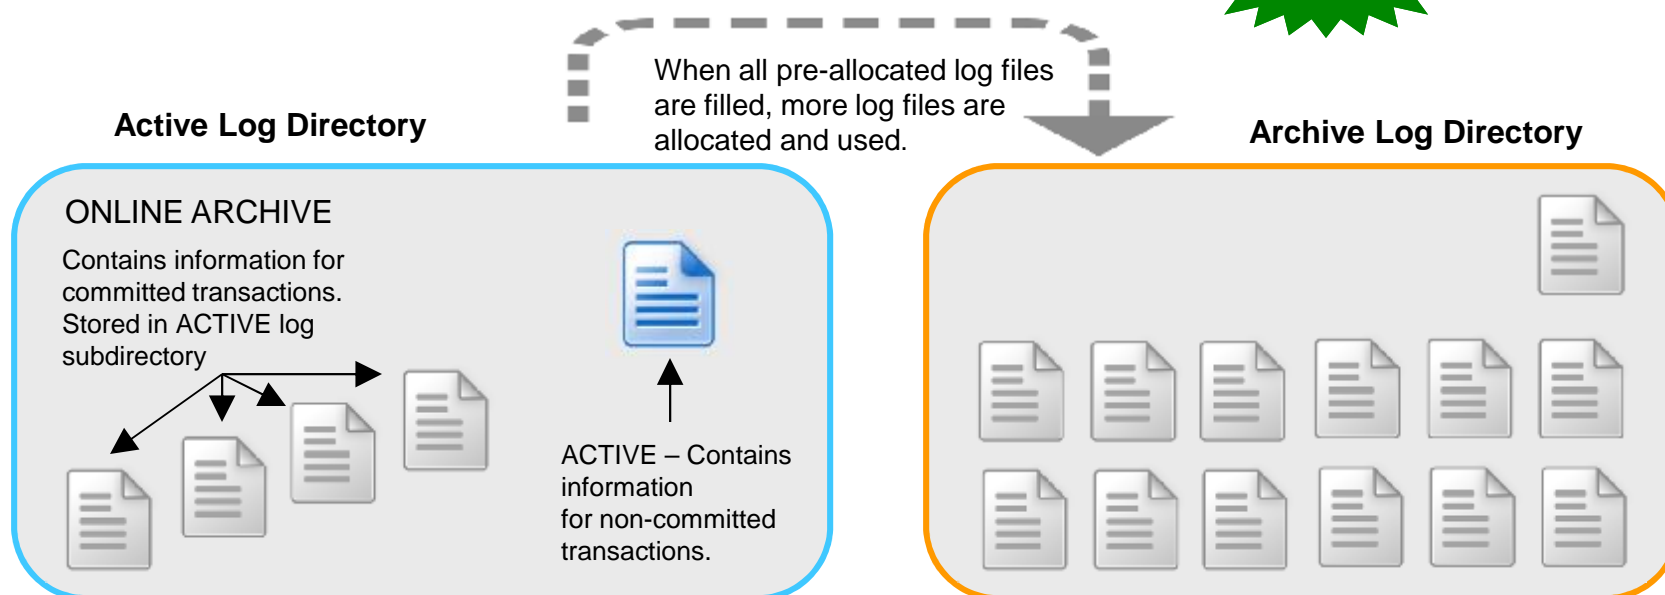 When all pre-allocated log files
are filled, more log files are
allocated and used.
Active Log Directory
Archive Log Directory
ONLINE ARCHIVE
Contains information for
committed transactions.
Stored in ACTIVE log
subdirectory
ACTIVE – Contains
information
for non-committed
transactions.